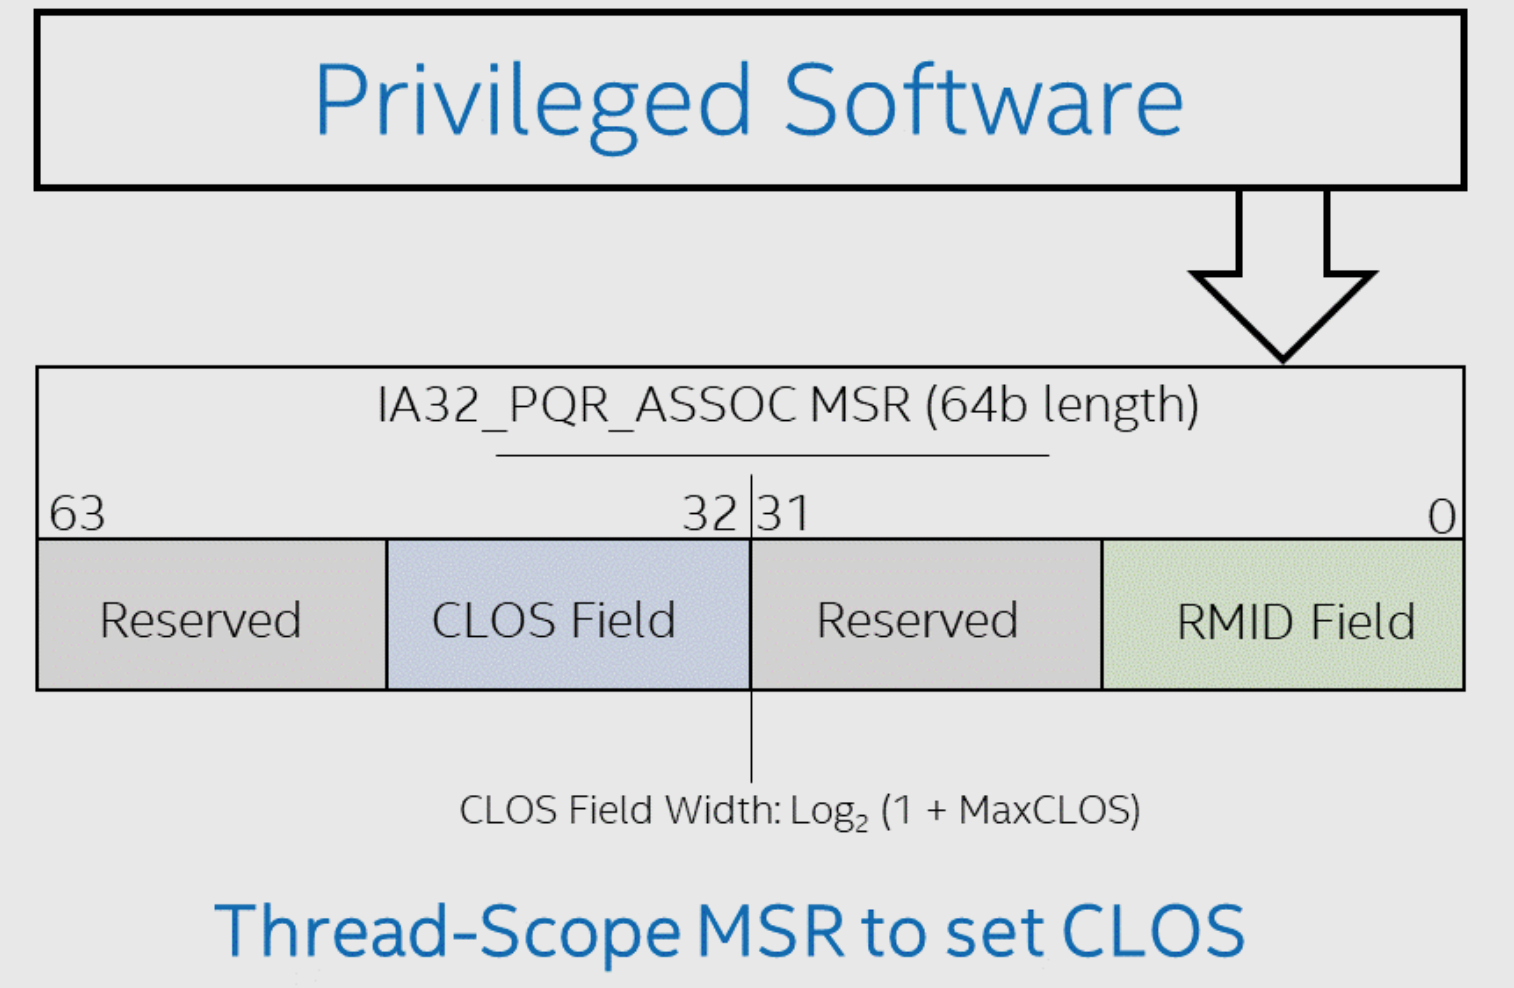 Privileged Software
IA32_PQR_ASSOC MSR (64b length)
63 32 31 0
Reserved CLOS Field Reserved RMID Field
CLOS Field Width: Log₂ (1 + MaxCLOS)
Thread-Scope MSR to set CLOS